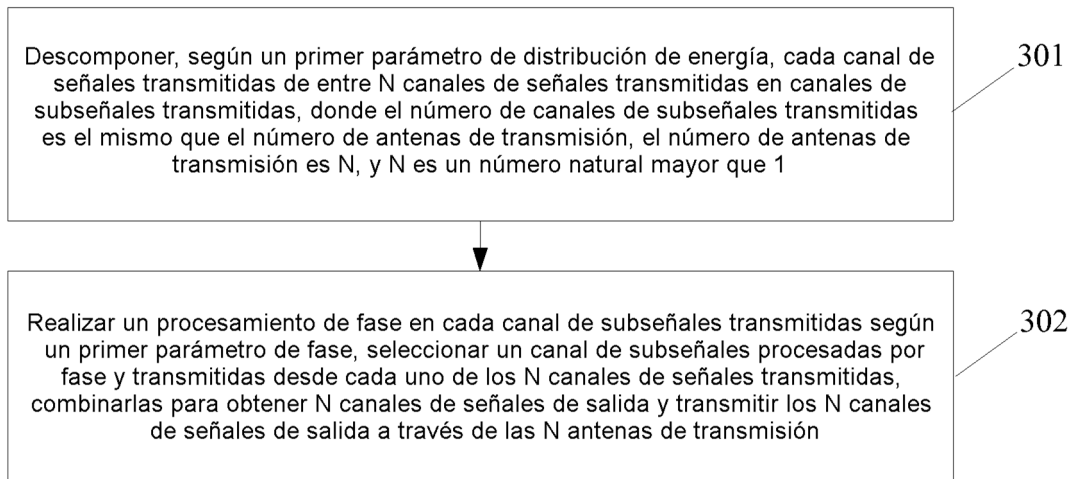 Descomponer, según un primer parámetro de distribución de energía, cada canal de
señales transmitidas de entre N canales de señales transmitidas en canales de
subseñales transmitidas, donde el número de canales de subseñales transmitidas
es el mismo que el número de antenas de transmisión, el número de antenas de
transmisión es N, y N es un número natural mayor que 1
301
Realizar un procesamiento de fase en cada canal de subseñales transmitidas según
un primer parámetro de fase, seleccionar un canal de subseñales procesadas por
fase y transmitidas desde cada uno de los N canales de señales transmitidas,
combinarlas para obtener N canales de señales de salida y transmitir los N canales
de señales de salida a través de las N antenas de transmisión
302